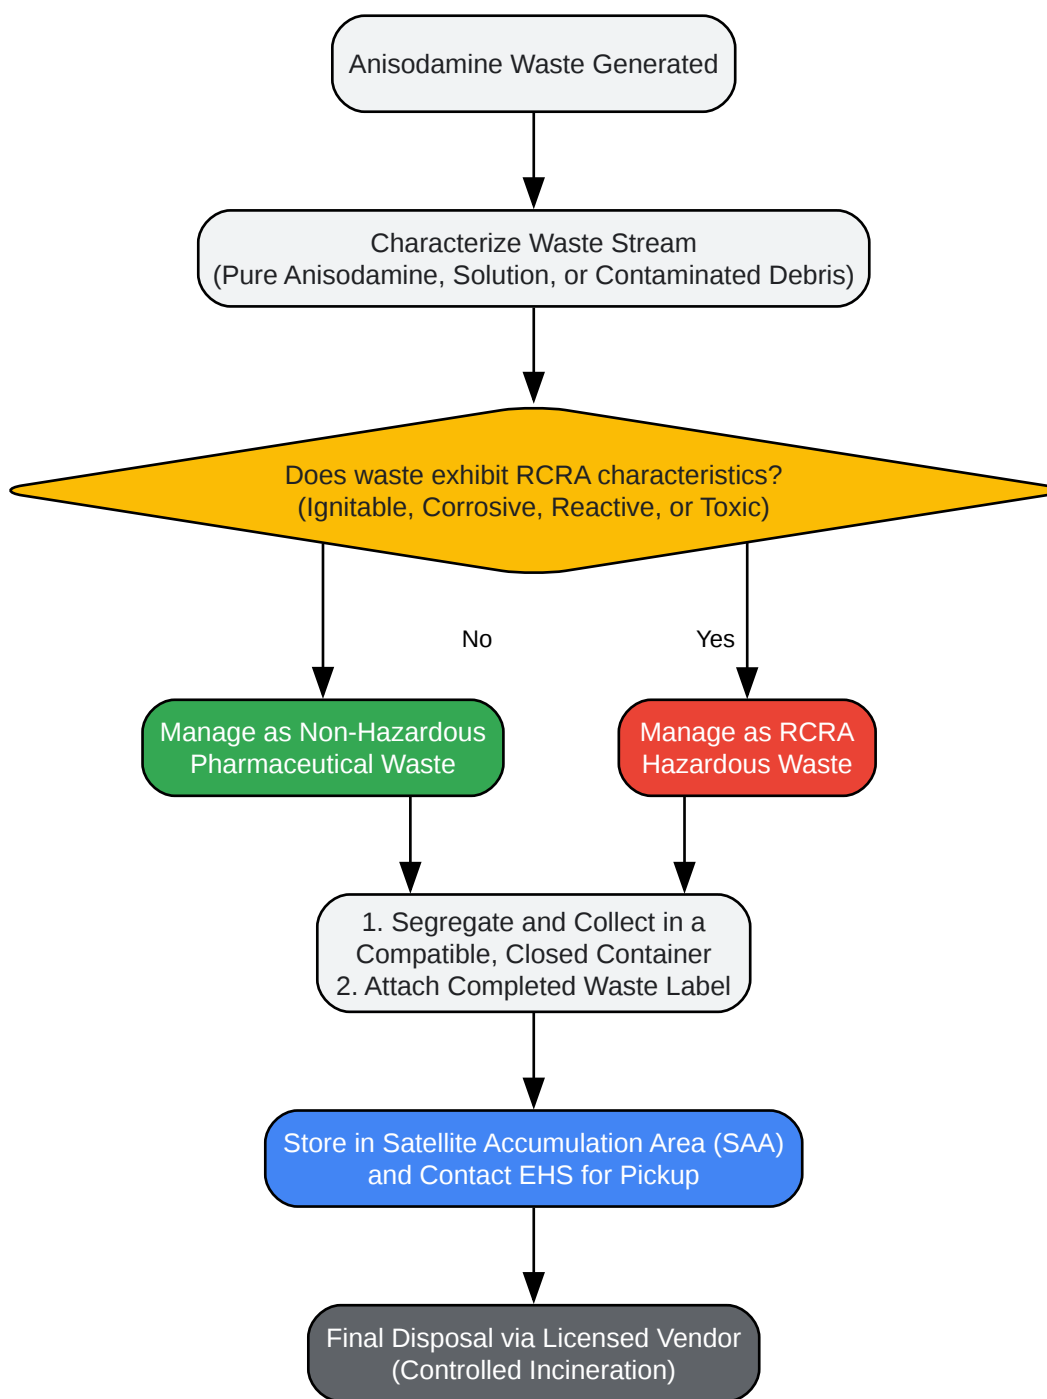 Anisodamine Waste Generated
Characterize Waste Stream
(Pure Anisodamine, Solution, or Contaminated Debris)
Does waste exhibit RCRA characteristics?
(Ignitable, Corrosive, Reactive, or Toxic)
No
Yes
Manage as Non-Hazardous
Pharmaceutical Waste
Manage as RCRA
Hazardous Waste
1. Segregate and Collect in a
Compatible, Closed Container
2. Attach Completed Waste Label
Store in Satellite Accumulation Area (SAA)
and Contact EHS for Pickup
Final Disposal via Licensed Vendor
(Controlled Incineration)